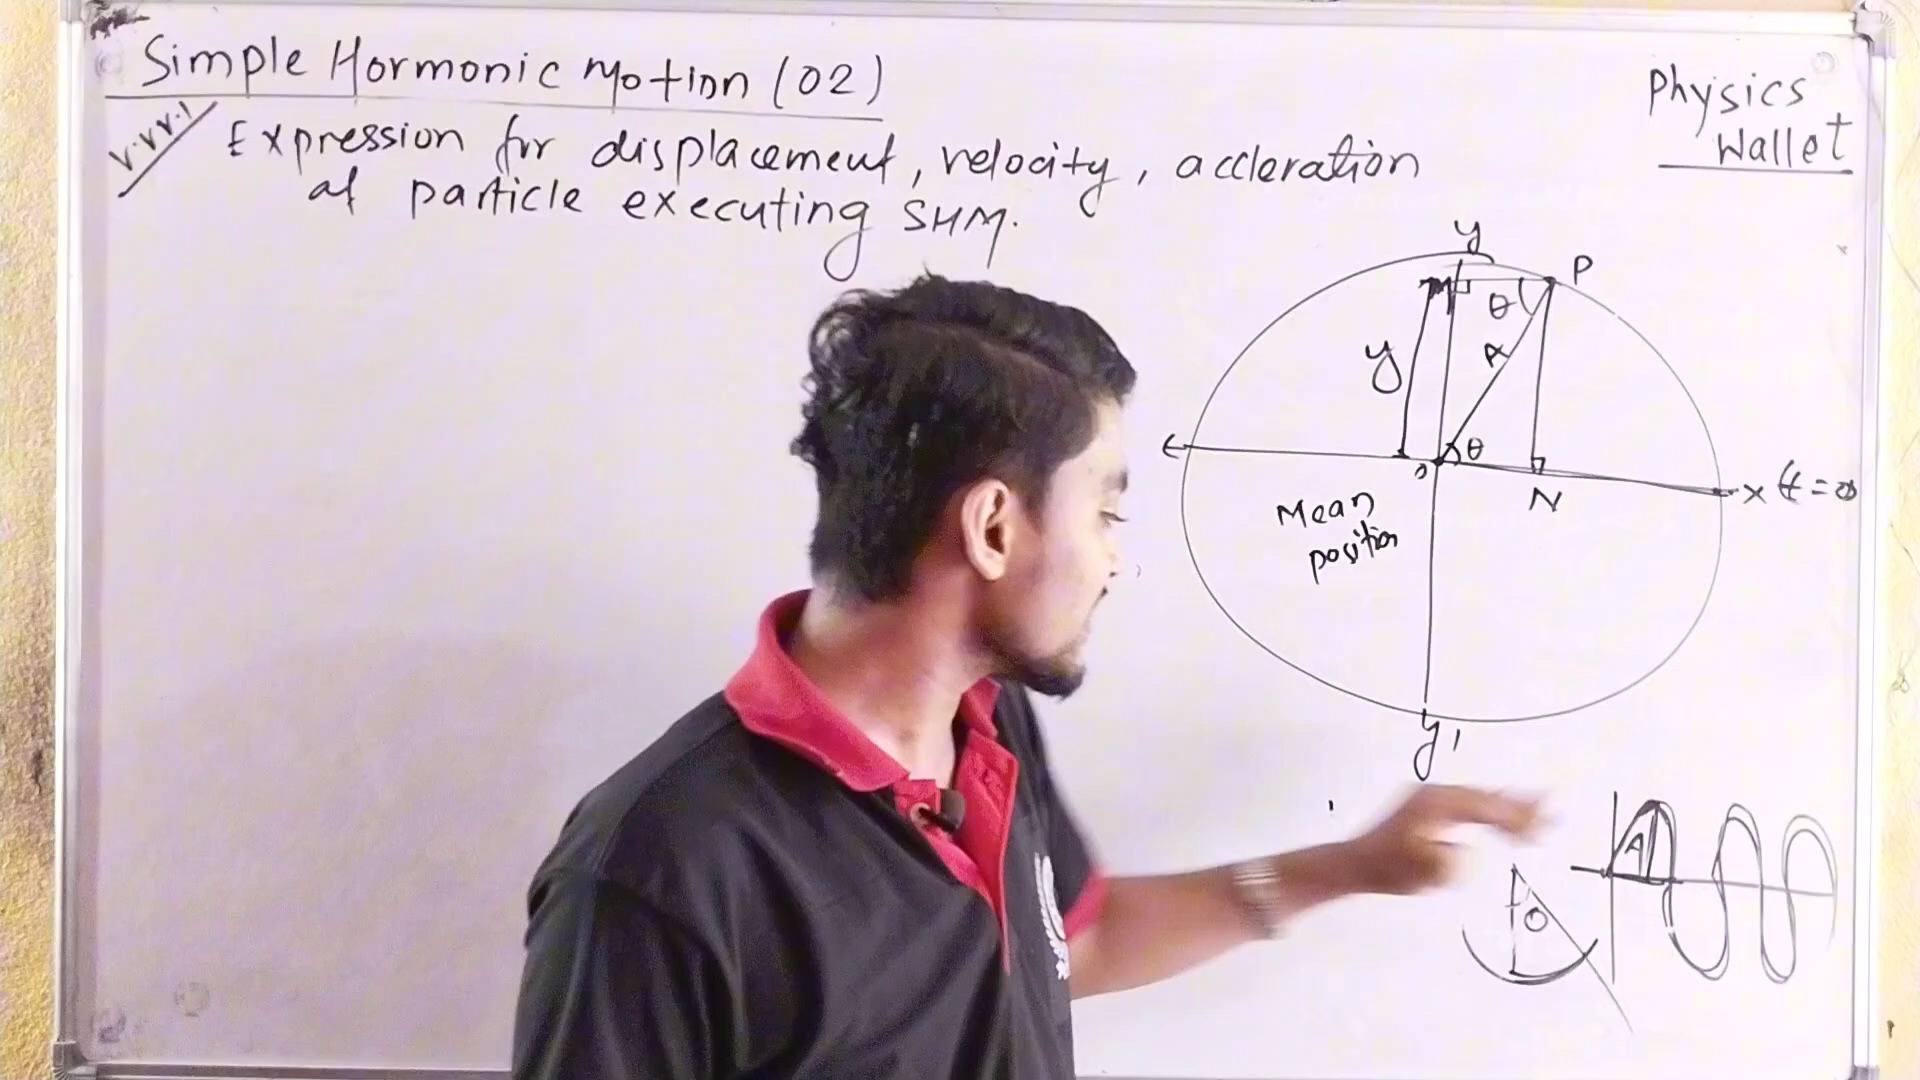 Simple Hormonic Motion (02)
Physics
Wallet
V.V.V.I
Expression for displacement, velocity, accleration
of particle executing SHM.
y
P
M
θ
y
A
θ
O
N
x (t=0
Mean
position
y'
A
θ